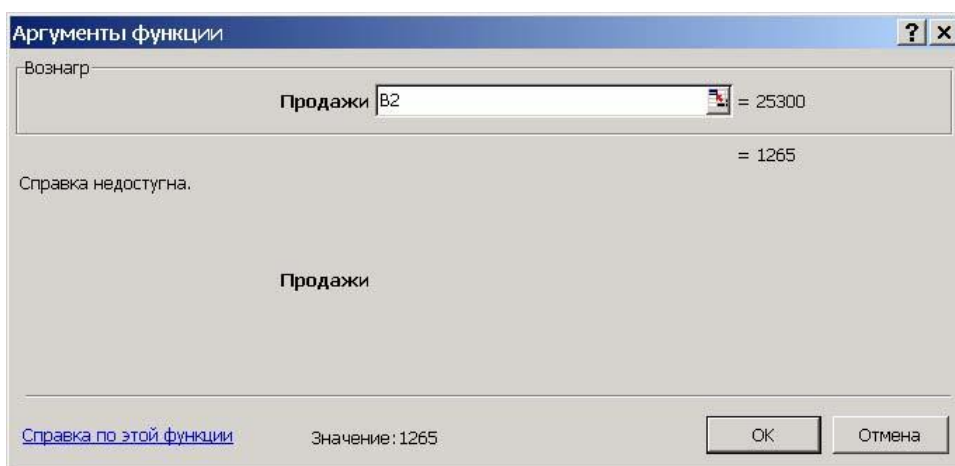 Аргументы функции
Вознагр
Продажи B2 = 25300
= 1265
Справка недостугна.
Продажи
Справка по этой функции
Значение:1265
OK
Отмена